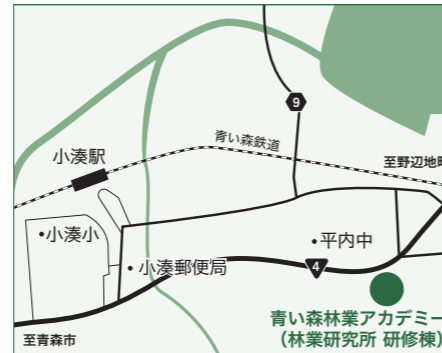 9
青い森鉄道
小湊駅
至野辺地町
・小湊小
・平内中
・小湊郵便局
4
青い森林業アカデミー
至青森市
(林業研究所 研修棟)